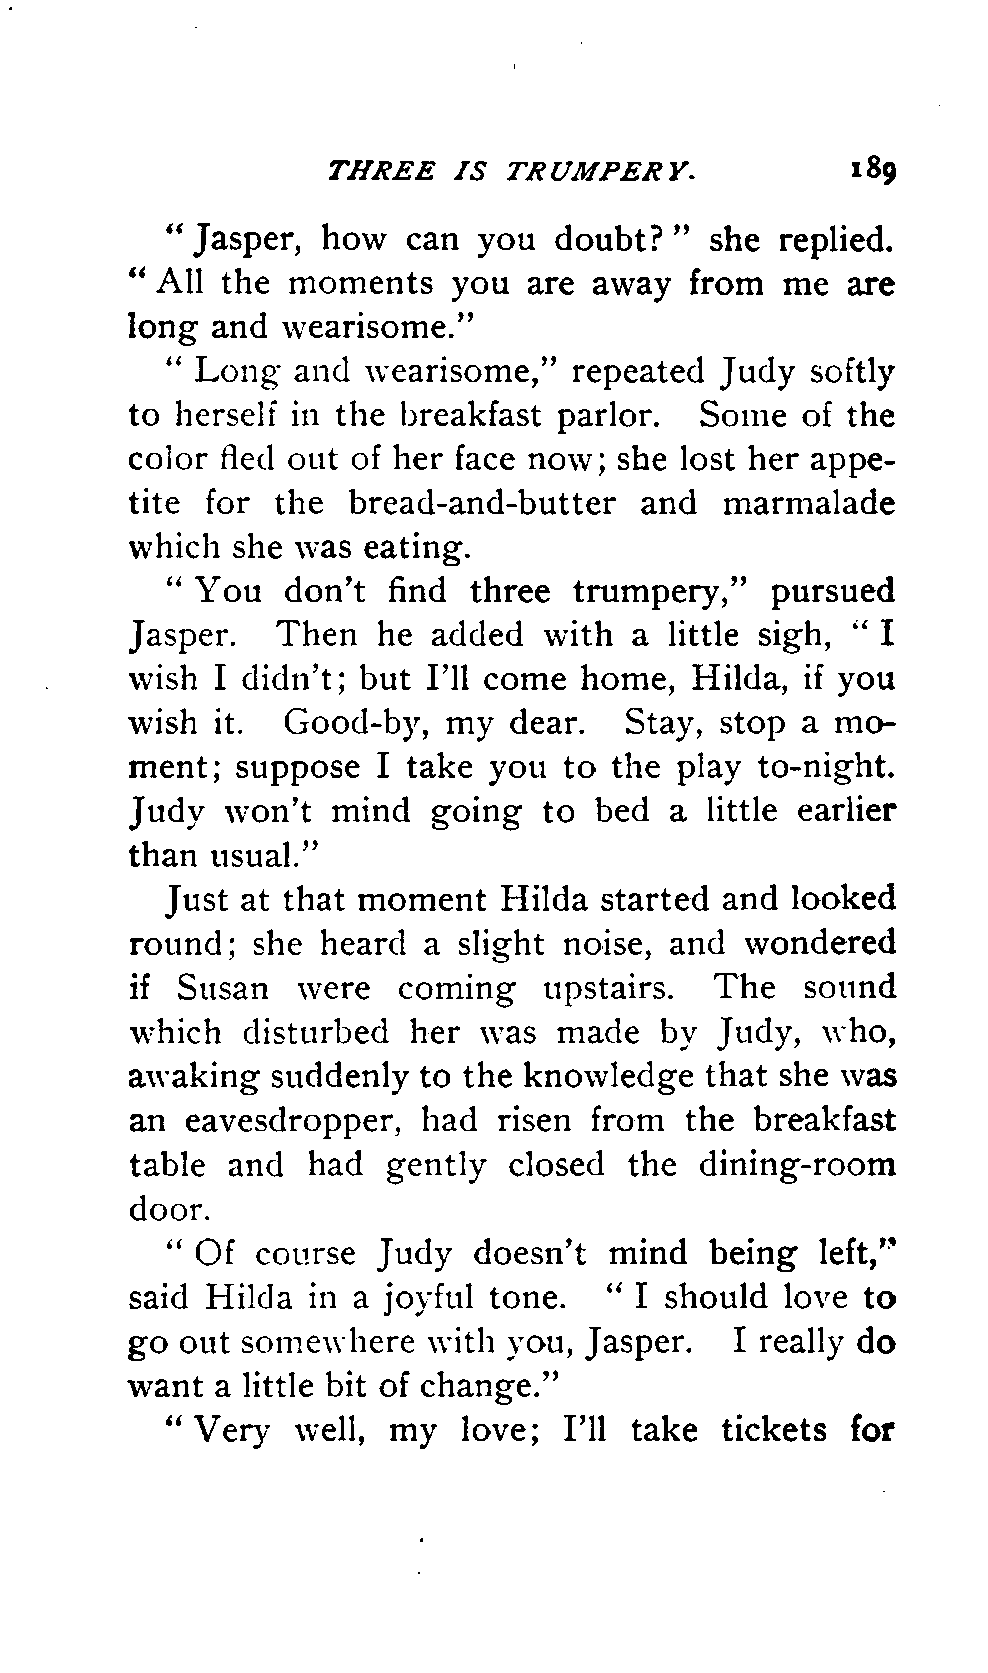 THREE IS TRUMPERY. 189
" Jasper, how can you doubt? " she replied.
" All the moments you are away from me are
long and wearisome."
" Long and wearisome," repeated Judy softly
to herself in the breakfast parlor. Some of the
color fled out of her face now; she lost her appe-
tite for the bread-and-butter and marmalade
which she was eating.
" You don't find three trumpery," pursued
Jasper. Then he added with a little sigh, " I
wish I didn't; but I'll come home, Hilda, if you
wish it. Good-by, my dear. Stay, stop a mo-
ment; suppose I take you to the play to-night.
Judy won't mind going to bed a little earlier
than usual."
Just at that moment Hilda started and looked
round; she heard a slight noise, and wondered
if Susan were coming upstairs. The sound
which disturbed her was made by Judy, who,
awaking suddenly to the knowledge that she was
an eavesdropper, had risen from the breakfast
table and had gently closed the dining-room
door.
" Of course Judy doesn't mind being left,"
said Hilda in a joyful tone. " I should love to
go out somewhere with you, Jasper. I really do
want a little bit of change."
" Very well, my love; I'll take tickets for